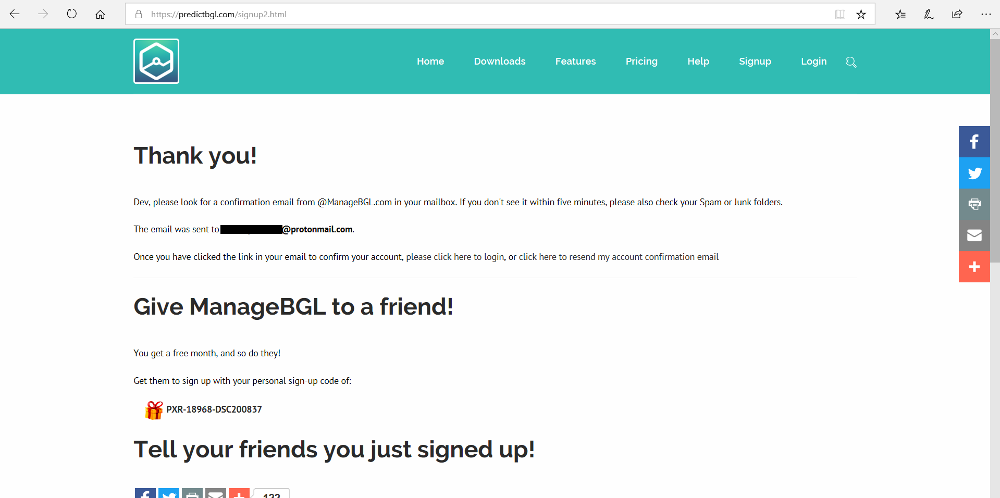 https://predictbgl.com/signup2.html
Home Downloads Features Pricing Help Signup Login
Thank you!
Dev, please look for a confirmation email from @ManageBGL.com in your mailbox. If you don't see it within five minutes, please also check your Spam or Junk folders.
The email was sent to @protonmail.com.
Once you have clicked the link in your email to confirm your account, please click here to login, or click here to resend my account confirmation email
Give ManageBGL to a friend!
You get a free month, and so do they!
Get them to sign up with your personal sign-up code of:
PXR-18968-DSC200837
Tell your friends you just signed up!
122